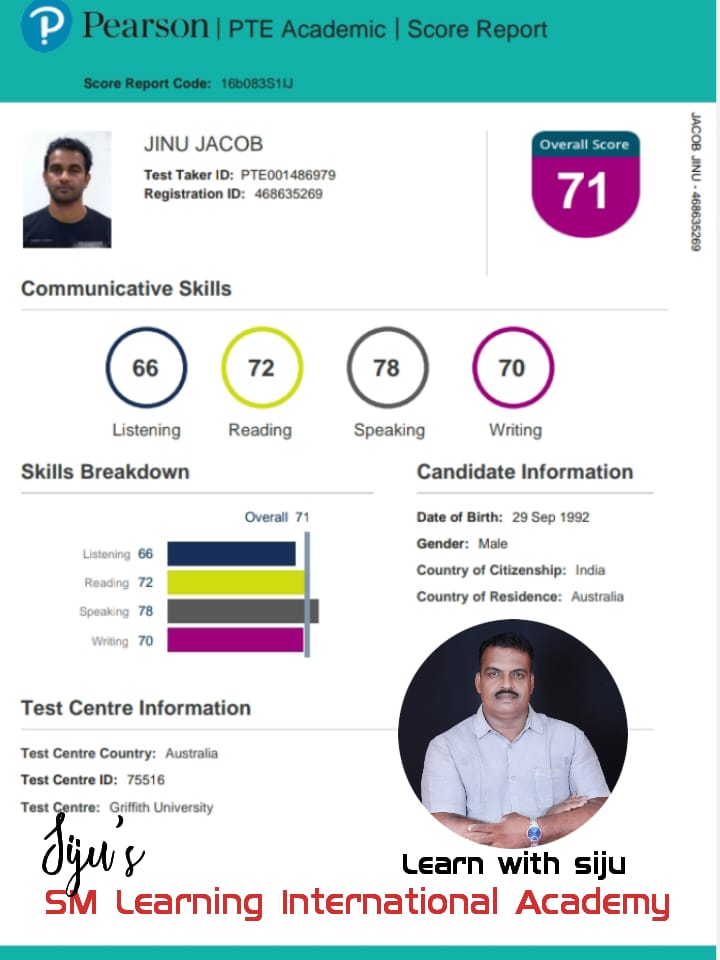 Pearson | PTE Academic | Score Report
Score Report Code: 16b083S1IJ
JINU JACOB
Test Taker ID: PTE001486979
Registration ID: 468635269
Overall Score
71
JACOB JINU - 468635269
Communicative Skills
66 72 78 70
Listening Reading Speaking Writing
Skills Breakdown
Overall 71
Listening 66
Reading 72
Speaking 78
Writing 70
Candidate Information
Date of Birth: 29 Sep 1992
Gender: Male
Country of Citizenship: India
Country of Residence: Australia
Test Centre Information
Test Centre Country: Australia
Test Centre ID: 75516
Test Centre: Griffith University
Siju's
Learn with siju
SM Learning International Academy